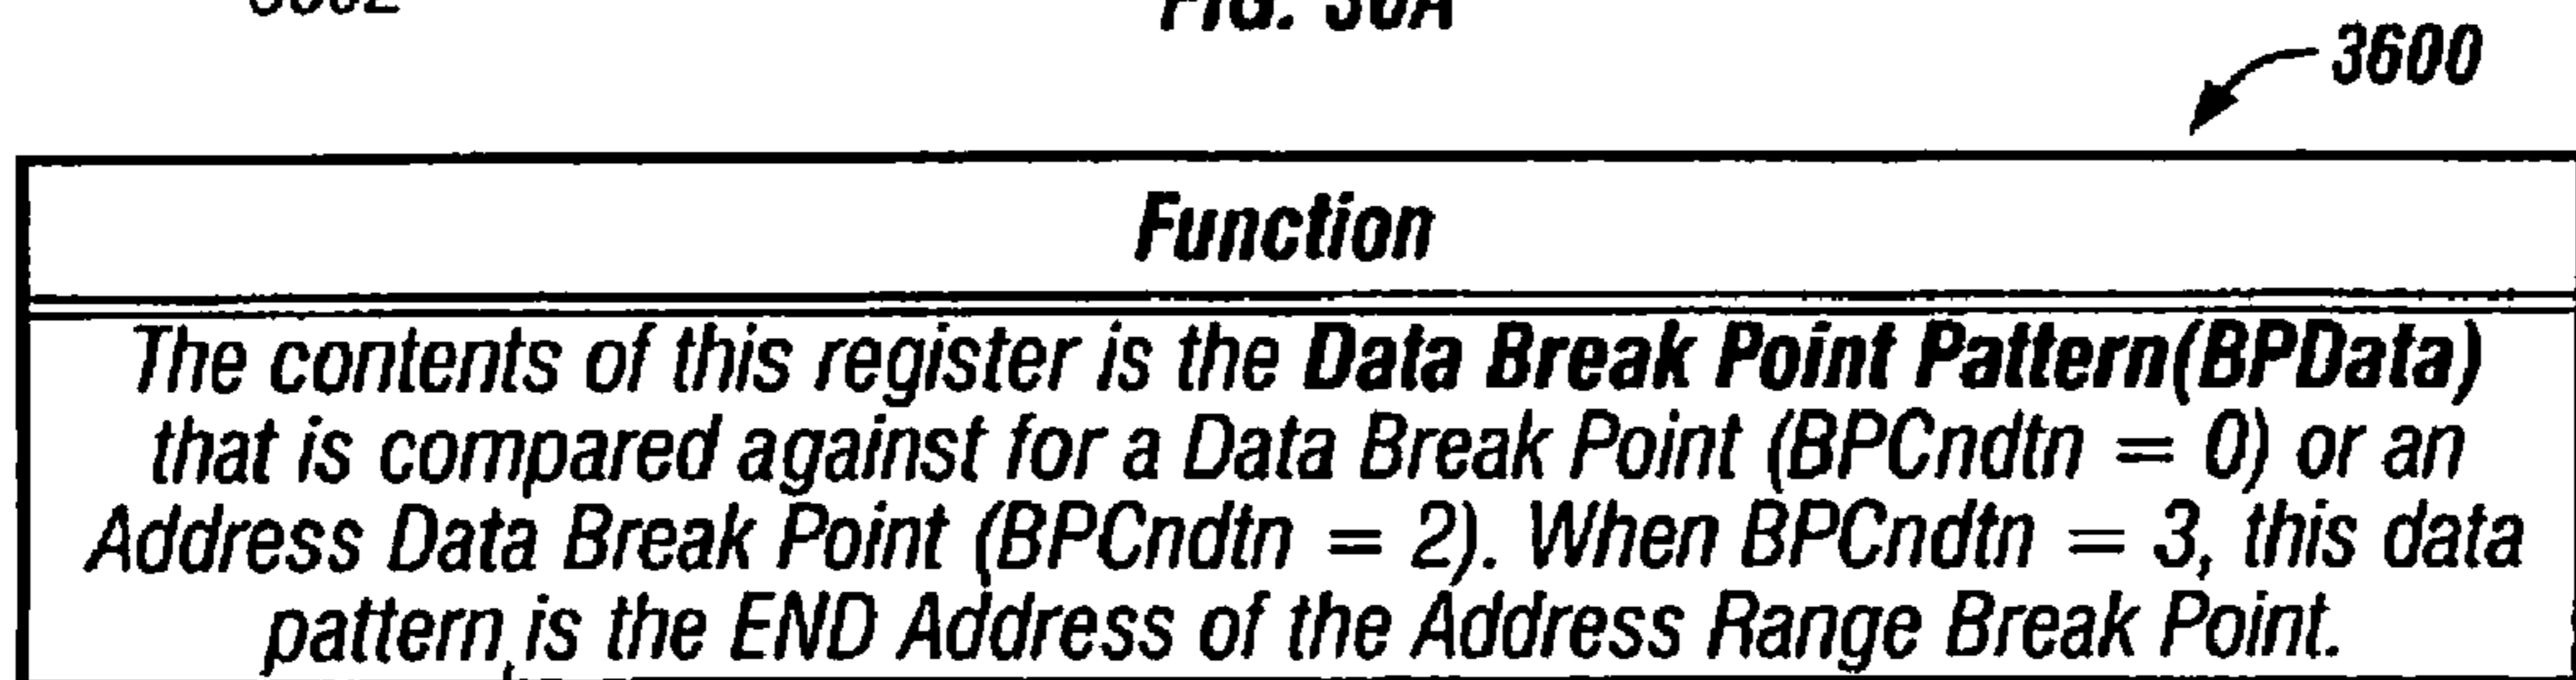 FIG. 36A
3600
Function
The contents of this register is the Data Break Point Pattern(BPData)
that is compared against for a Data Break Point (BPCndtn = 0) or an
Address Data Break Point (BPCndtn = 2). When BPCndtn = 3, this data
pattern is the END Address of the Address Range Break Point.